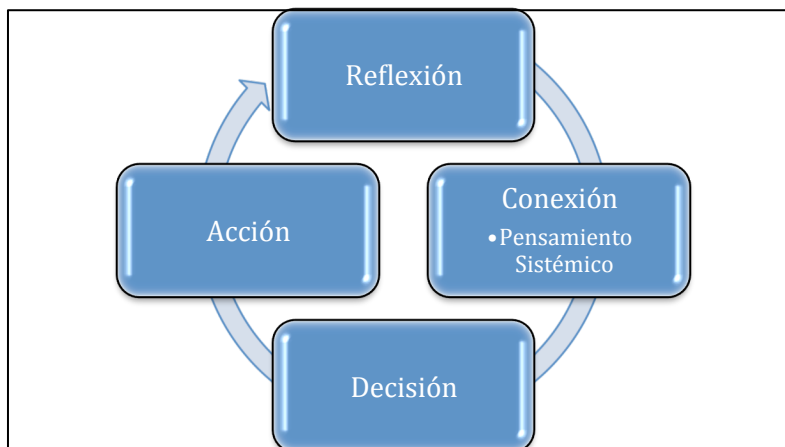 Reflexión
Conexión
•Pensamiento
Sistémico
Decisión
Acción